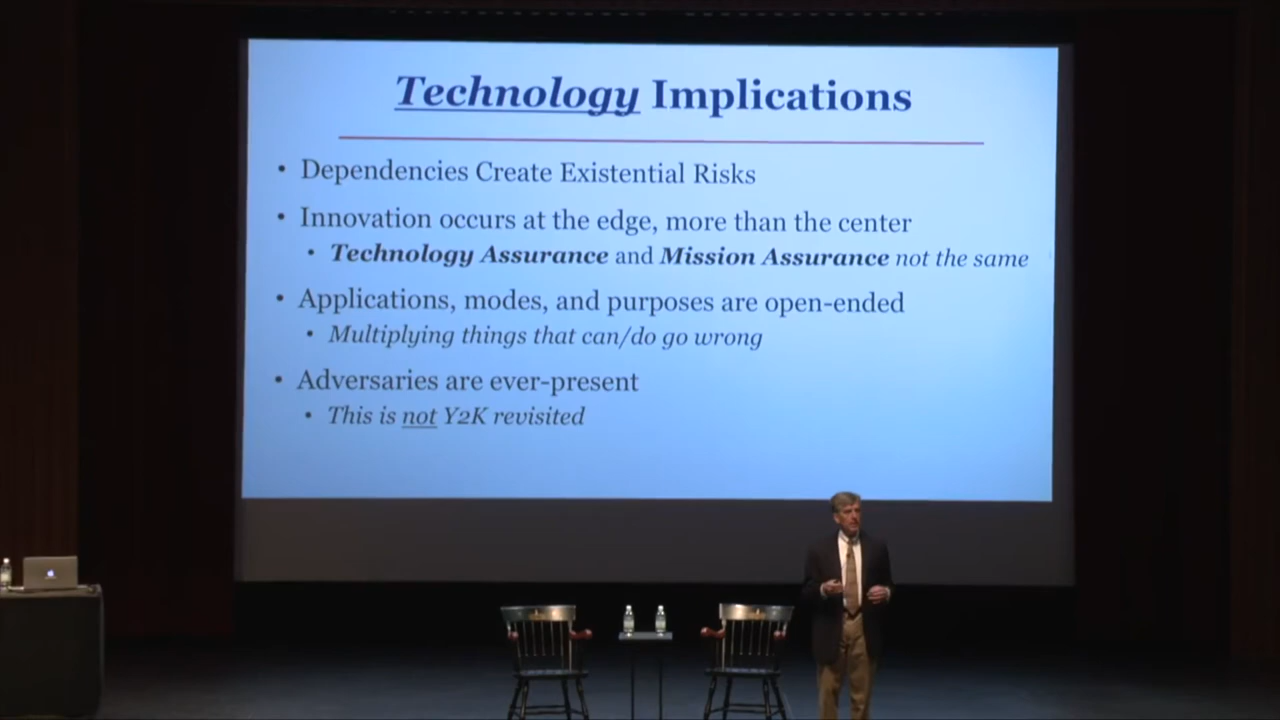 Technology Implications
• Dependencies Create Existential Risks
• Innovation occurs at the edge, more than the center
• Technology Assurance and Mission Assurance not the same
• Applications, modes, and purposes are open-ended
• Multiplying things that can/do go wrong
• Adversaries are ever-present
• This is not Y2K revisited